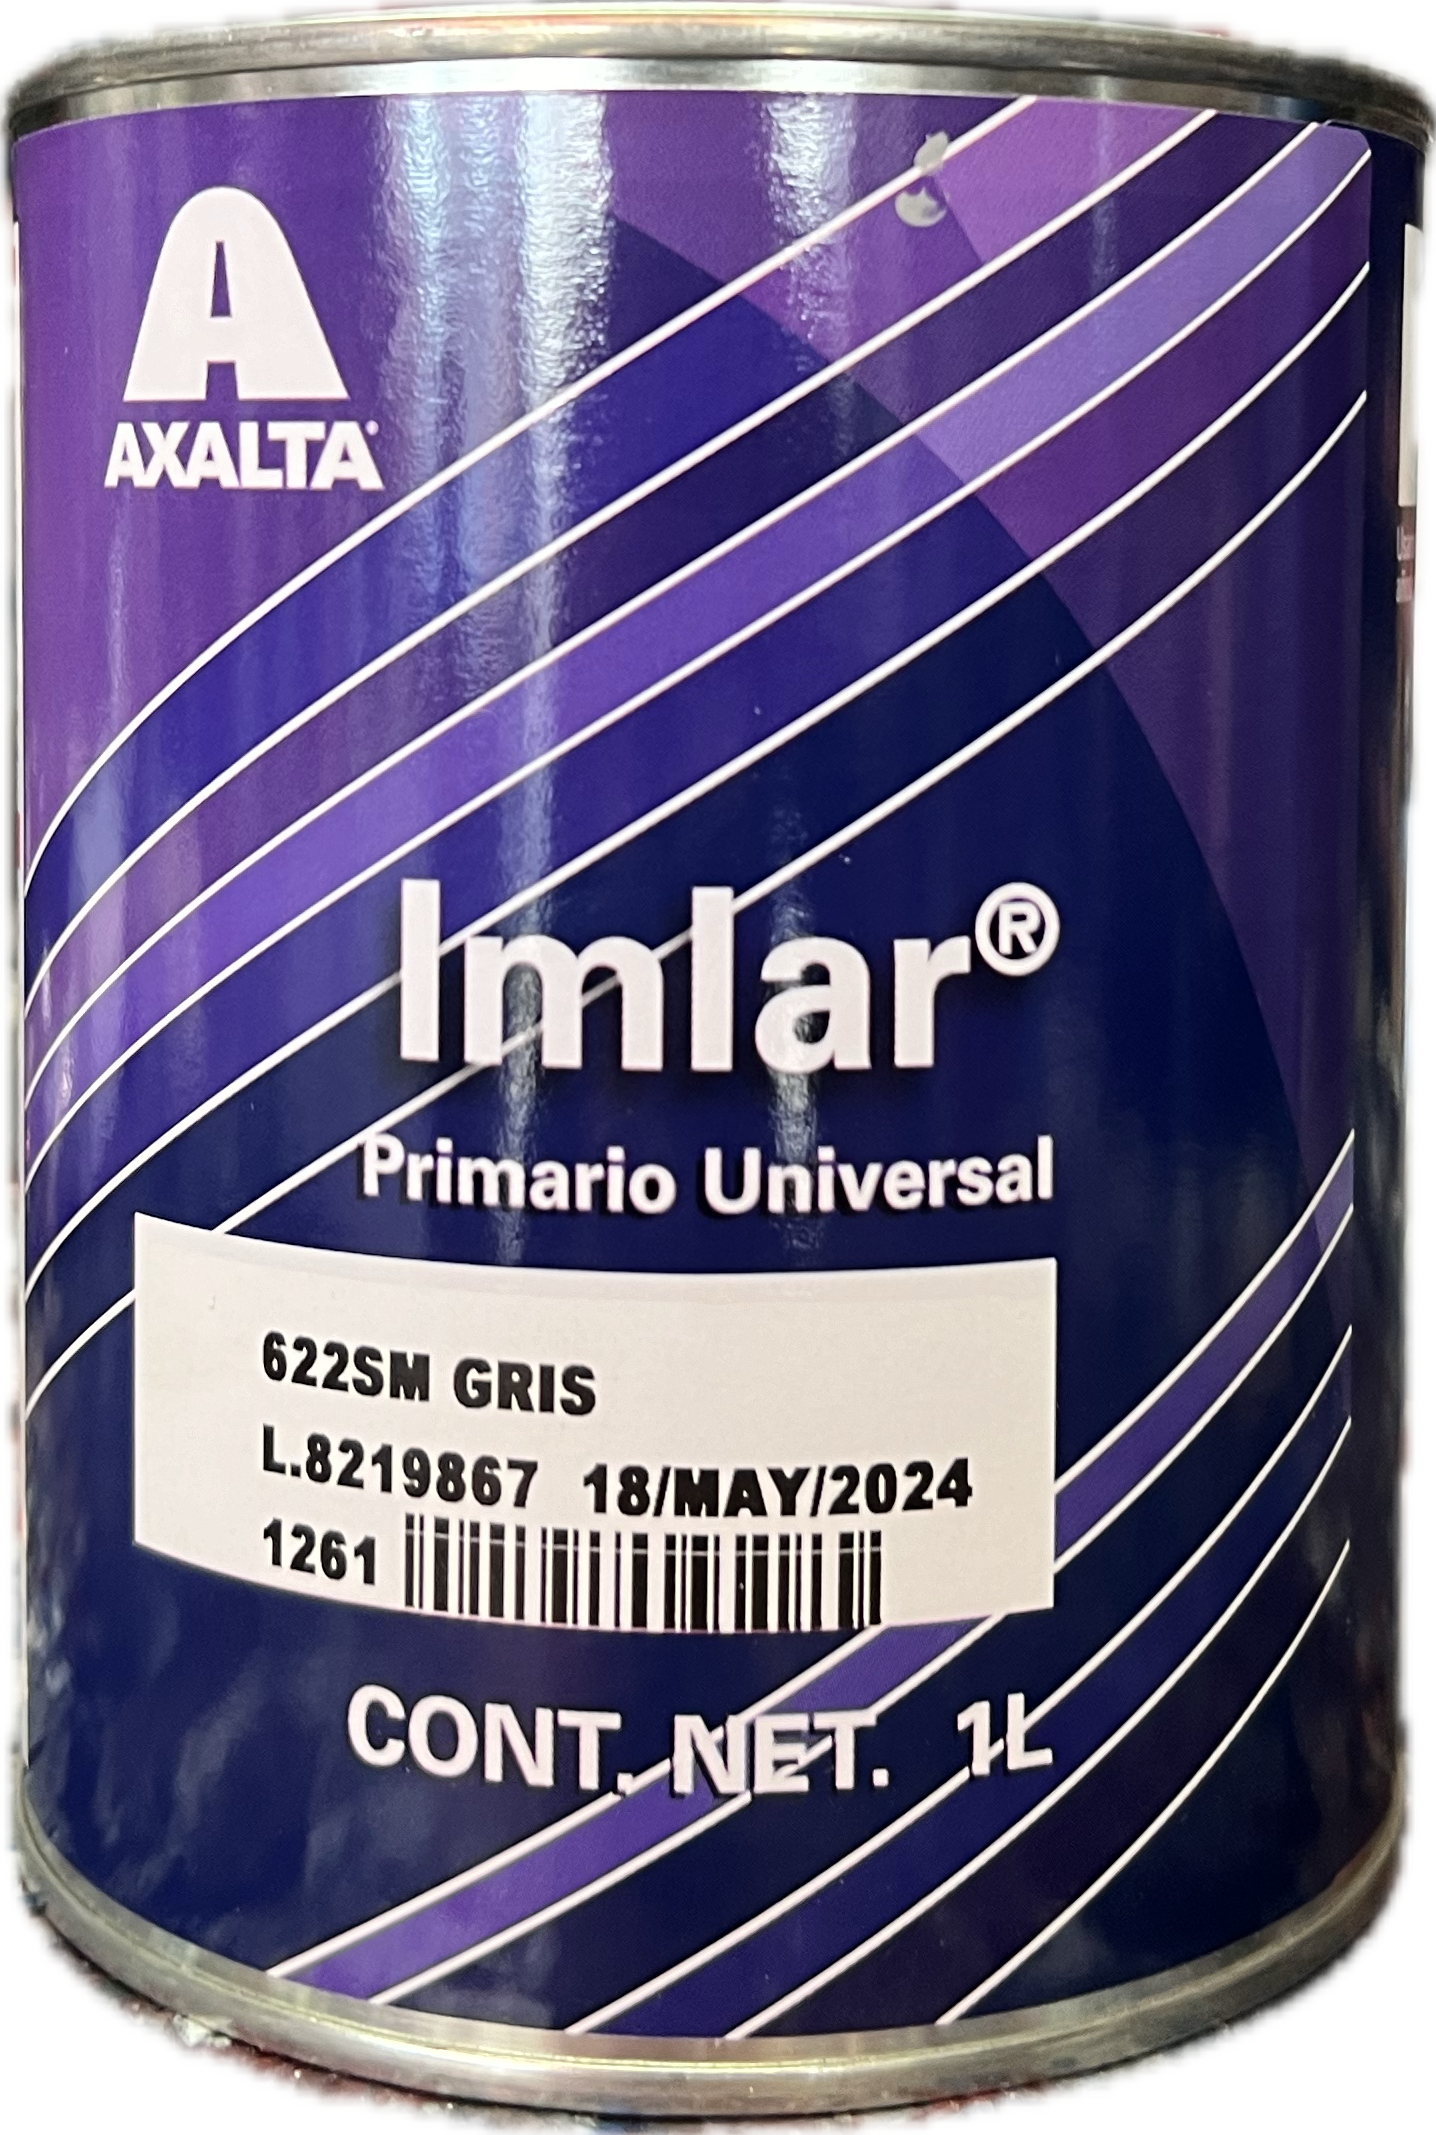 A
AXALTA
Imlar®
Primario Universal
622SM GRIS
L.8219867 18/MAY/2024
1261
CONT. NET. 1L